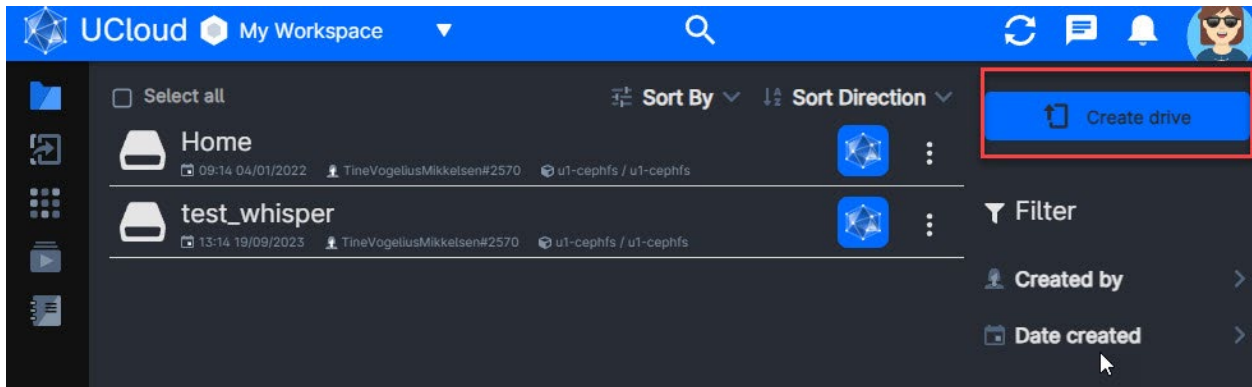 UCloud My Workspace
Select all Sort By Sort Direction
Create drive
Home
09:14 04/01/2022 TineVogeliusMikkelsen#2570 u1-cephfs / u1-cephfs
test_whisper
13:14 19/09/2023 TineVogeliusMikkelsen#2570 u1-cephfs / u1-cephfs
Filter
Created by
Date created